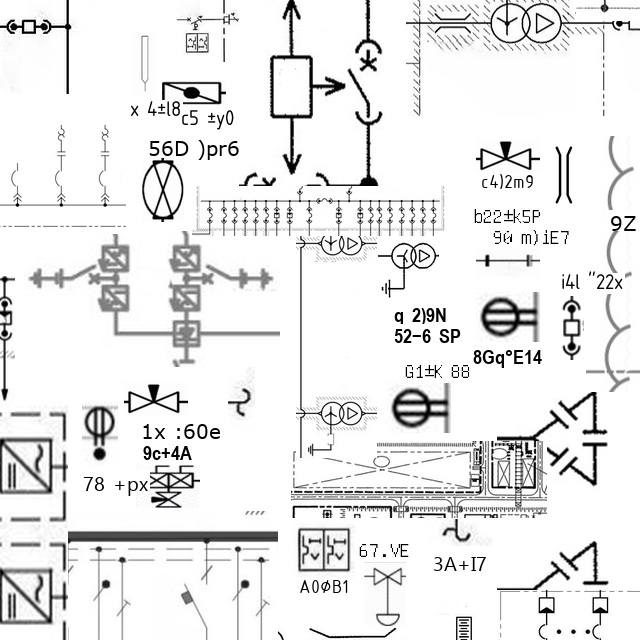 x 4±l8
c5 ±y0
56D )pr6
c4)2m9
b22±k5P
90 m)iE7
9Z
i4l "22x
q 2)9N
52-6 SP
8Gq°E14
G1±K 88
1x :60e
9c+4A
78 +px
67.VE
3A+I7
A0ØB1